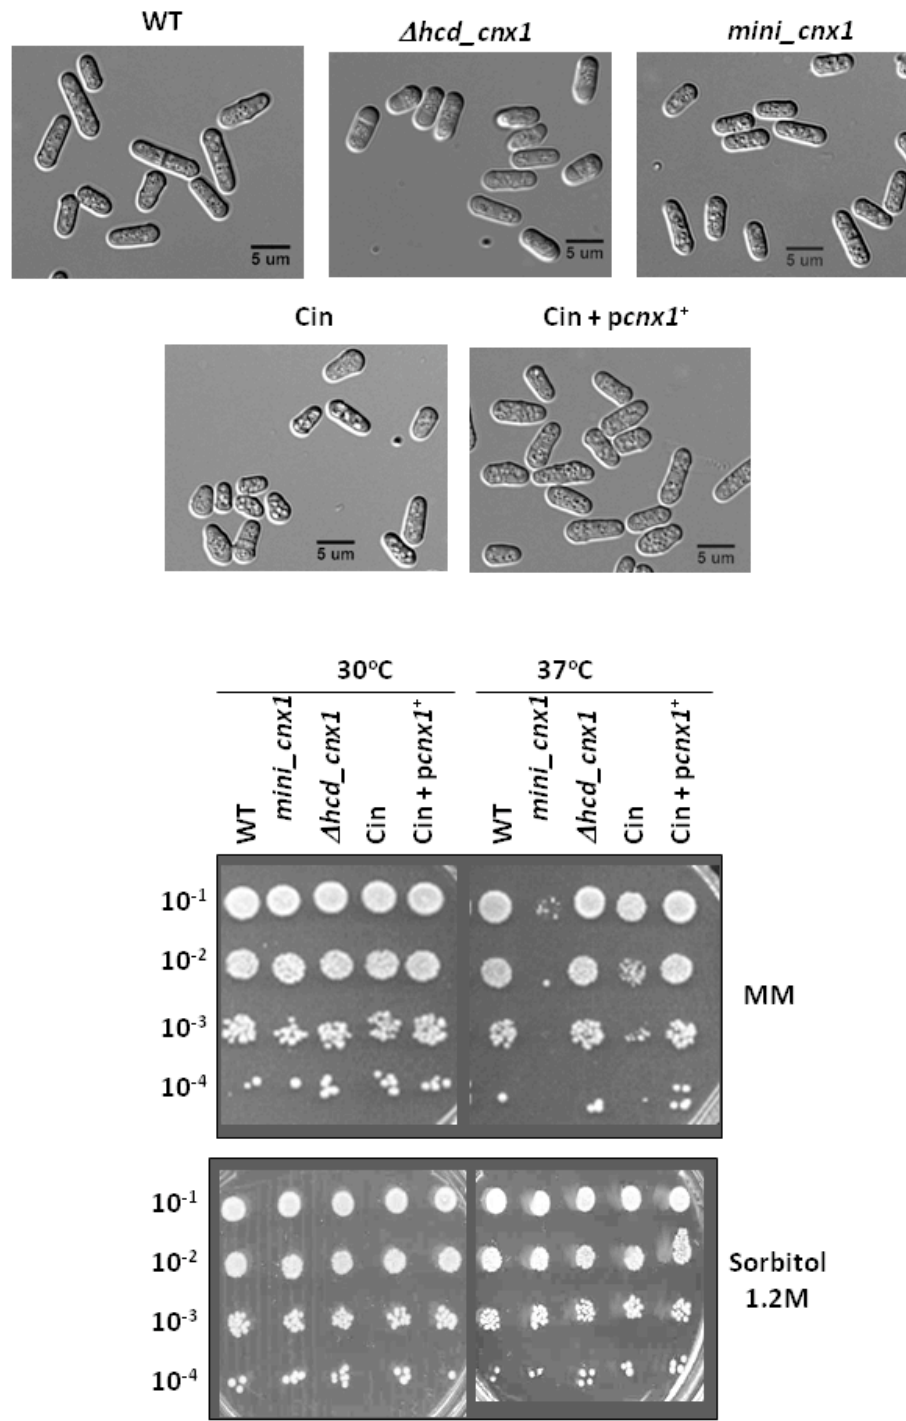 WT
Δhcd_cnx1
mini_cnx1
5 um
5 um
5 um
Cin
Cin + pcnx1⁺
5 um
5 um
30ºC
37ºC
WT
mini_cnx1
Δhcd_cnx1
Cin
Cin + pcnx1⁺
WT
mini_cnx1
Δhcd_cnx1
Cin
Cin + pcnx1⁺
10⁻¹
10⁻²
10⁻³
10⁻⁴
MM
10⁻¹
10⁻²
10⁻³
10⁻⁴
Sorbitol
1.2M